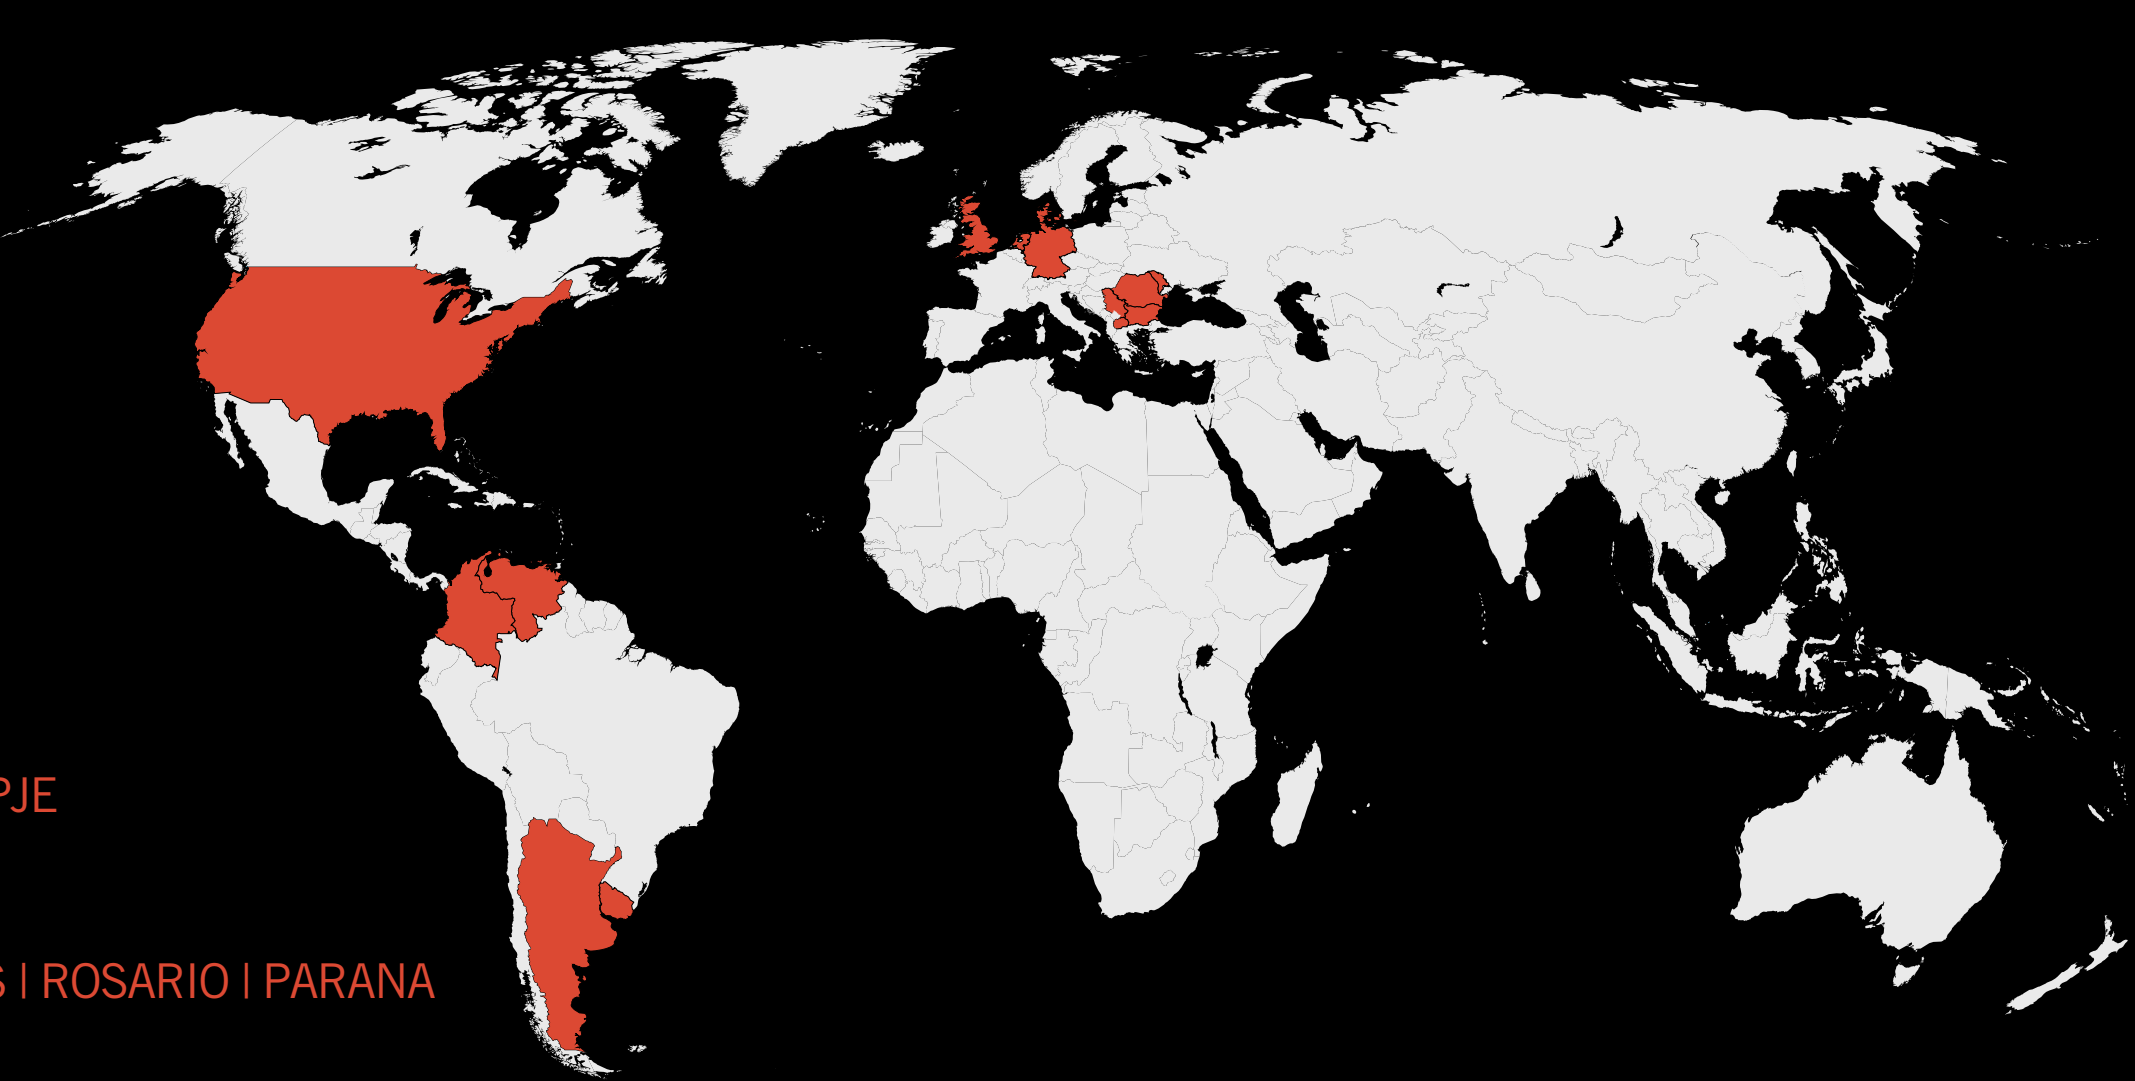 PJE
S | ROSARIO | PARANA